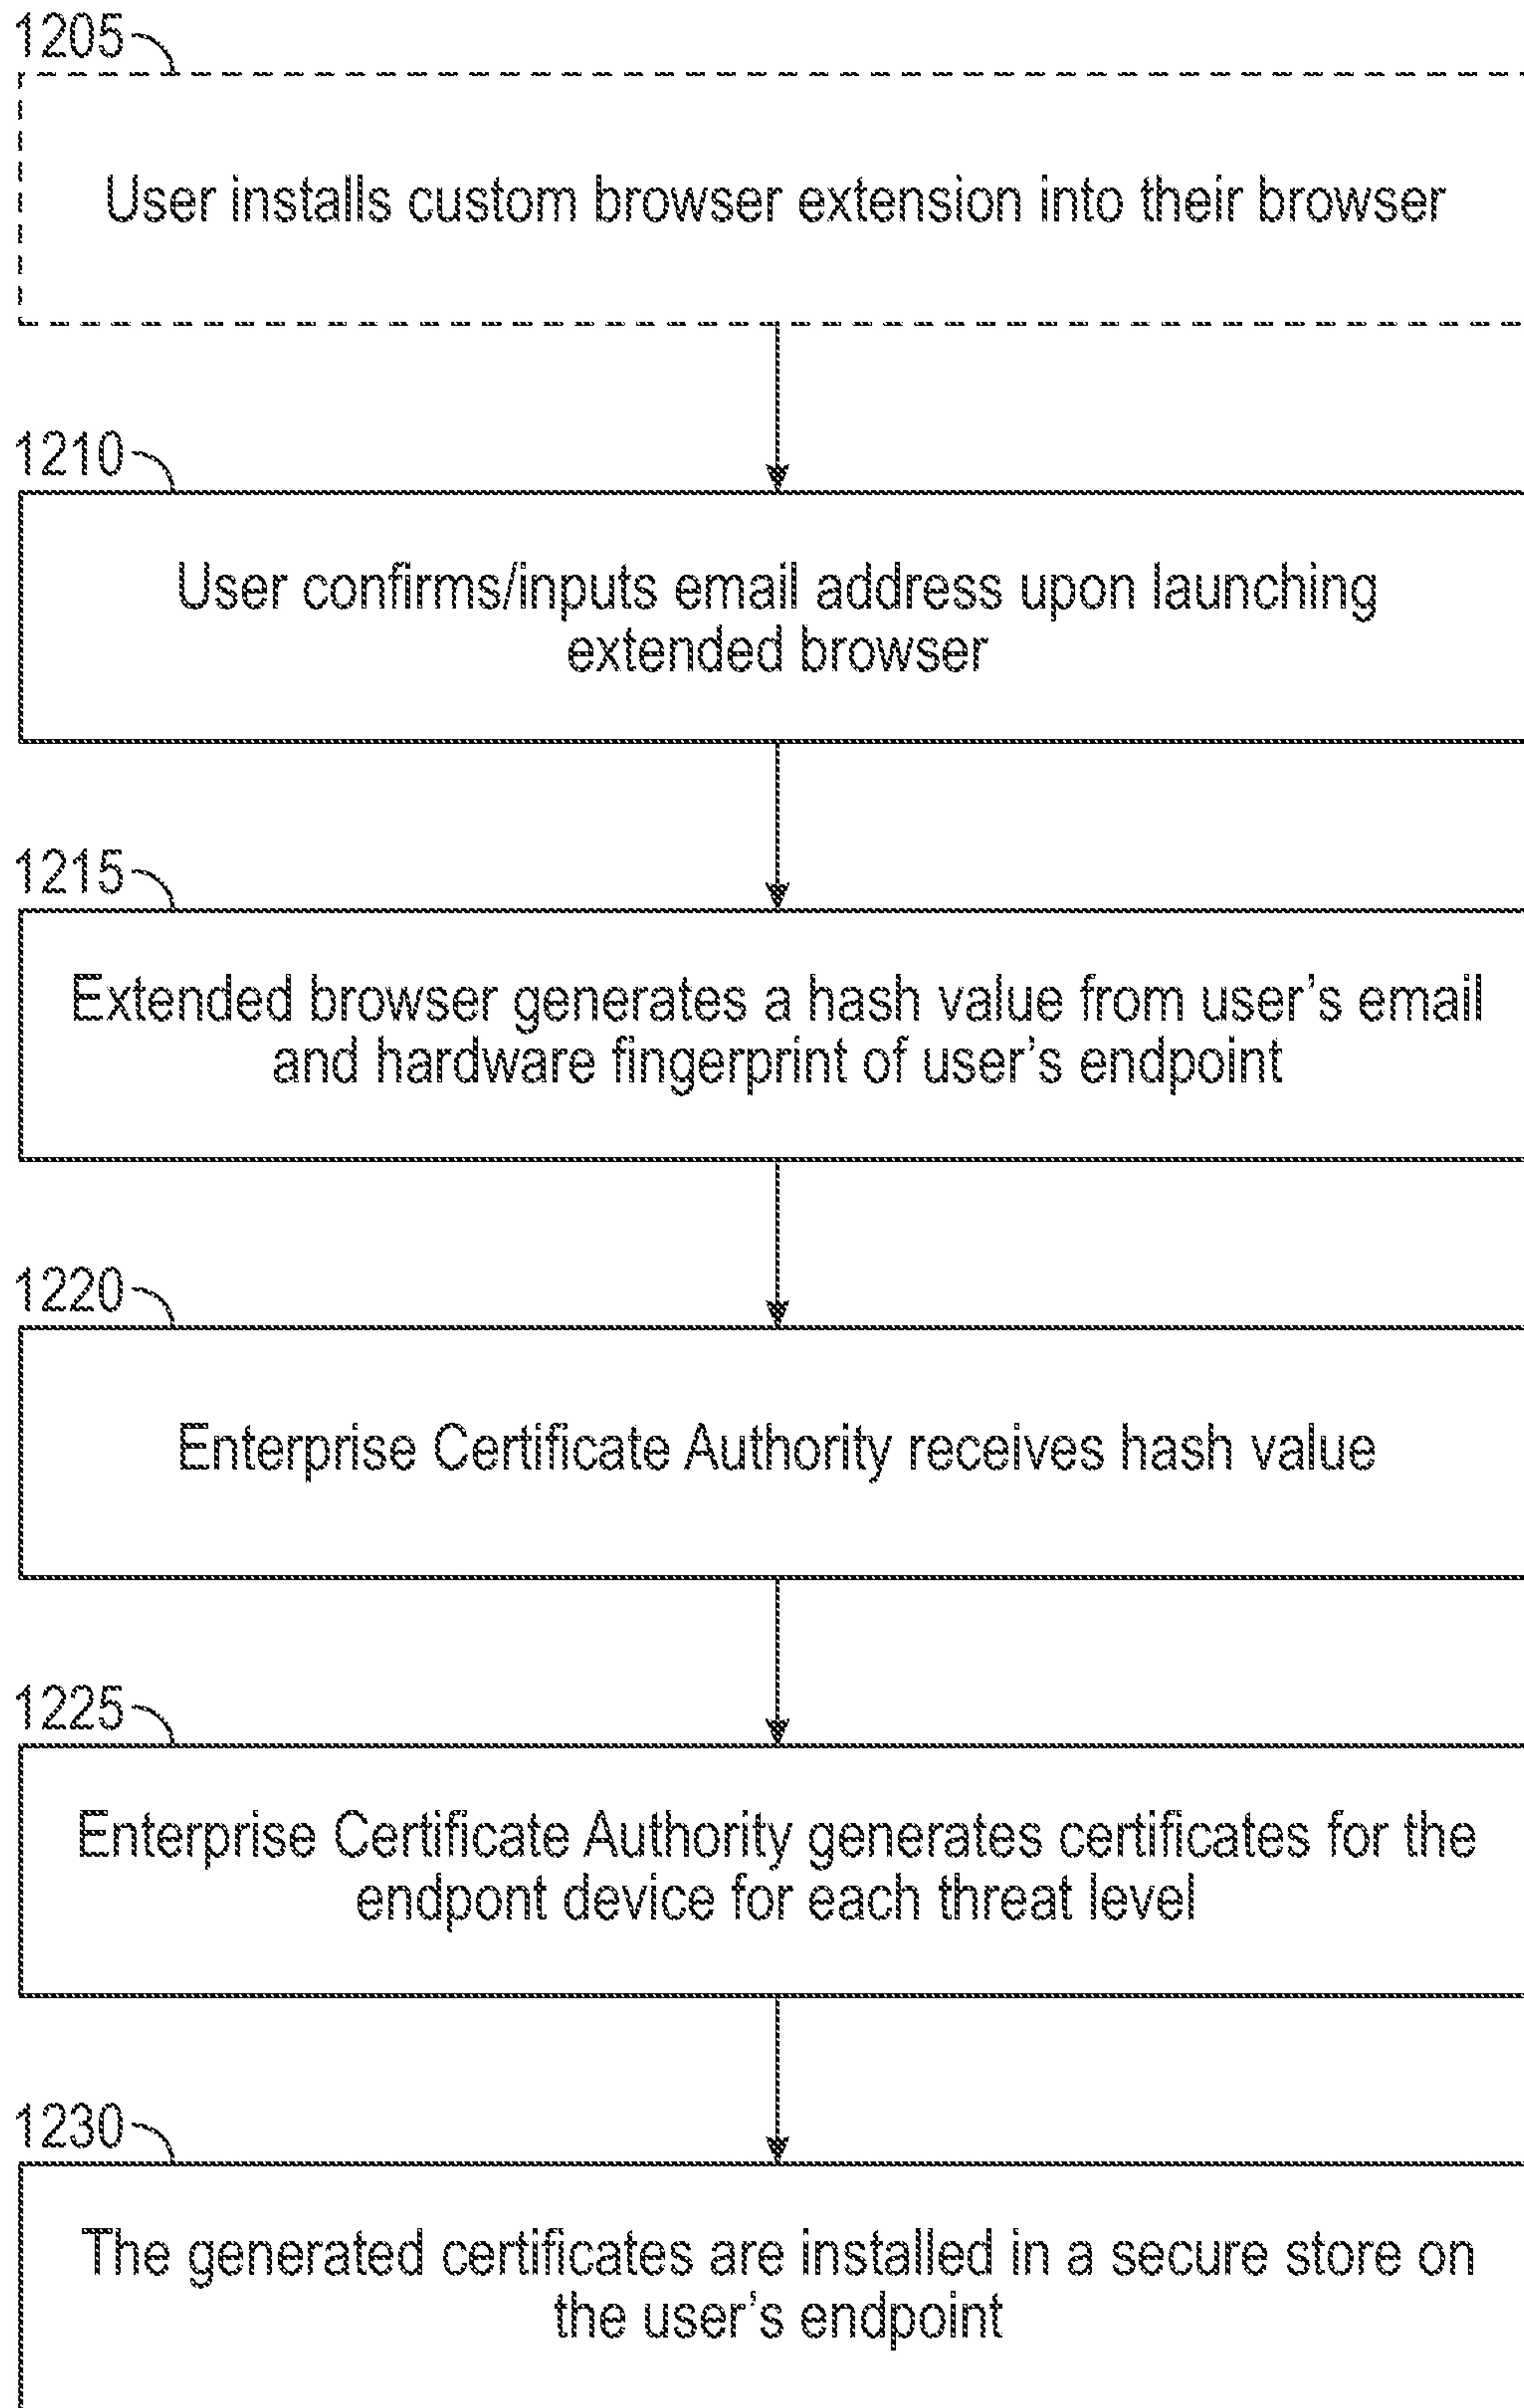 1205
User installs custom browser extension into their browser
1210
User confirms/inputs email address upon launching
extended browser
1215
Extended browser generates a hash value from user’s email
and hardware fingerprint of user’s endpoint
1220
Enterprise Certificate Authority receives hash value
1225
Enterprise Certificate Authority generates certificates for the
endpont device for each threat level
1230
The generated certificates are installed in a secure store on
the user’s endpoint